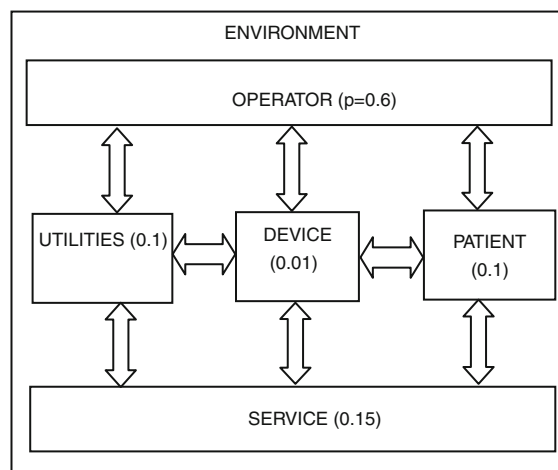 ENVIRONMENT
OPERATOR (p=0.6)
UTILITIES (0.1)
DEVICE
(0.01)
PATIENT
(0.1)
SERVICE (0.15)